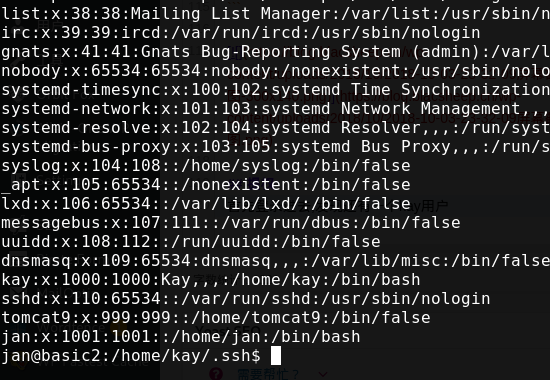 list:x:38:38:Mailing List Manager:/var/list:/usr/sbin/n
irc:x:39:39:ircd:/var/run/ircd:/usr/sbin/nologin
gnats:x:41:41:Gnats Bug-Reporting System (admin):/var/l
nobody:x:65534:65534:nobody:/nonexistent:/usr/sbin/nolo
systemd-timesync:x:100:102:systemd Time Synchronization
systemd-network:x:101:103:systemd Network Management,,,
systemd-resolve:x:102:104:systemd Resolver,,,:/run/syst
systemd-bus-proxy:x:103:105:systemd Bus Proxy,,,:/run/s
syslog:x:104:108::/home/syslog:/bin/false
_apt:x:105:65534::/nonexistent:/bin/false
lxd:x:106:65534::/var/lib/lxd/:/bin/false
messagebus:x:107:111::/var/run/dbus:/bin/false
uuidd:x:108:112::/run/uuidd:/bin/false
dnsmasq:x:109:65534:dnsmasq,,,:/var/lib/misc:/bin/false
kay:x:1000:1000:Kay,,,:/home/kay:/bin/bash
sshd:x:110:65534::/var/run/sshd:/usr/sbin/nologin
tomcat9:x:999:999::/home/tomcat9:/bin/false
jan:x:1001:1001::/home/jan:/bin/bash
jan@basic2:/home/kay/.ssh$
需要帮忙?